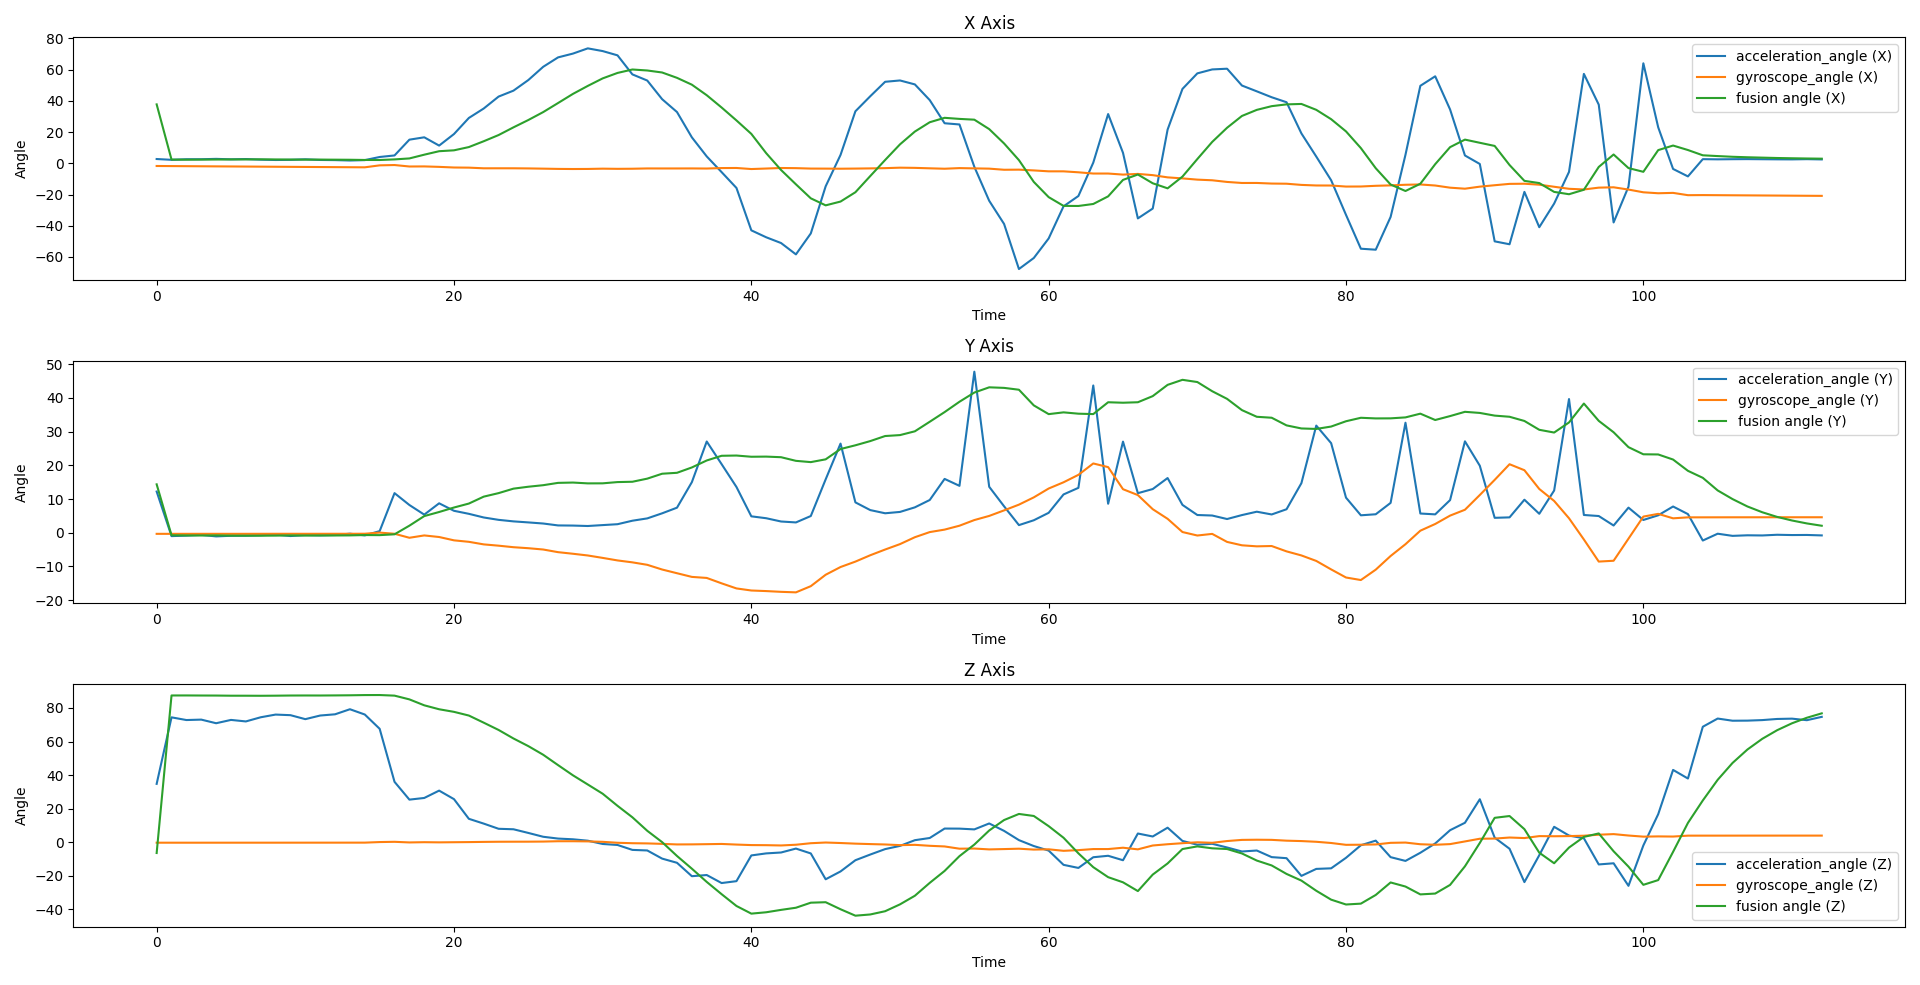 X Axis
80
60
40
20
0
−20
−40
−60
Angle
acceleration_angle (X)
gyroscope_angle (X)
fusion angle (X)
0 20 40 60 80 100
Time
Y Axis
50
40
30
20
10
0
−10
−20
Angle
acceleration_angle (Y)
gyroscope_angle (Y)
fusion angle (Y)
0 20 40 60 80 100
Time
Z Axis
80
60
40
20
0
−20
−40
Angle
acceleration_angle (Z)
gyroscope_angle (Z)
fusion angle (Z)
0 20 40 60 80 100
Time